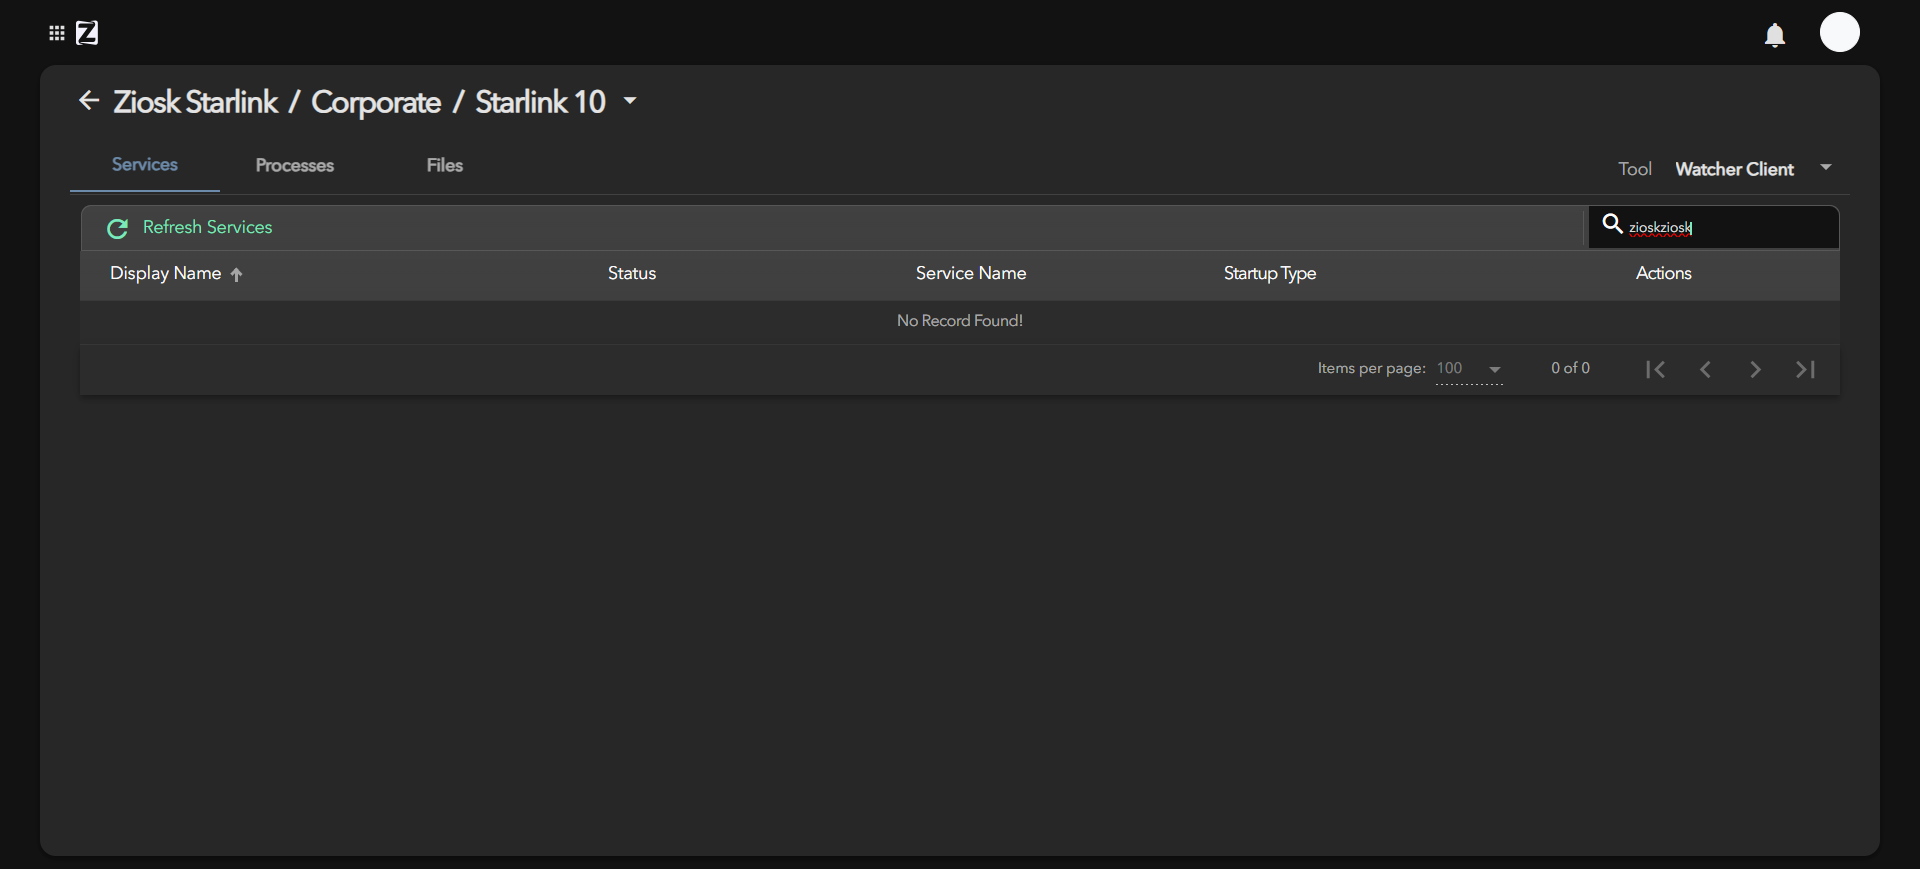 Z
Ziosk Starlink / Corporate / Starlink 10
Services Processes Files
Tool Watcher Client
Refresh Services
zioskziosk
Display Name Status Service Name Startup Type Actions
No Record Found!
Items per page: 100 0 of 0